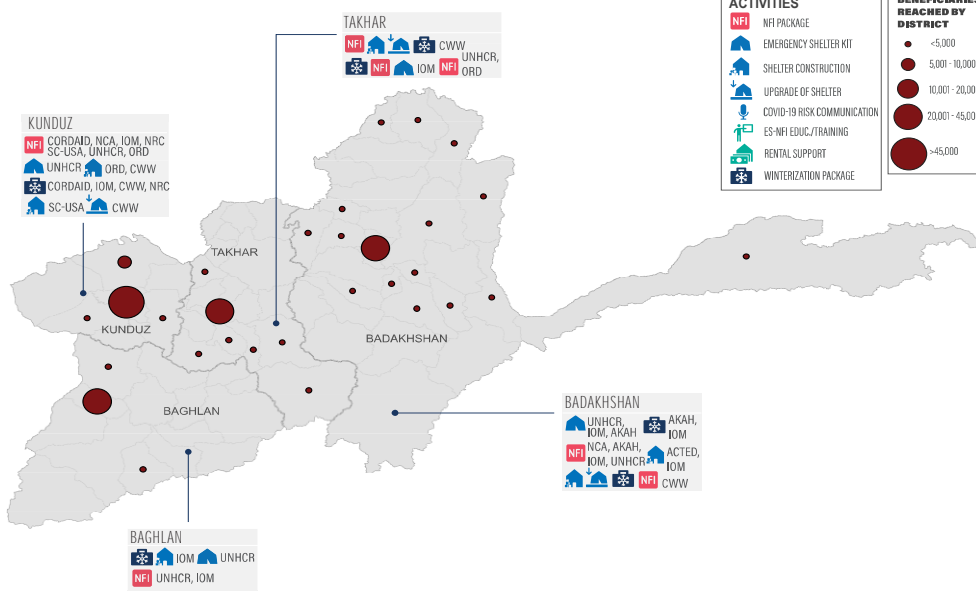 TAKHAR
NFI CWW
NFI IOM NFI UNHCR,
ORD
KUNDUZ
NFI CORDAID, NCA, IOM, NRC
SC-USA, UNHCR, ORD
UNHCR ORD, CWW
CORDAID, IOM, CWW, NRC
SC-USA CWW
ACTIVITIES
NFI NFI PACKAGE
EMERGENCY SHELTER KIT
SHELTER CONSTRUCTION
UPGRADE OF SHELTER
COVID-19 RISK COMMUNICATION
ES-NFI EDUC./TRAINING
RENTAL SUPPORT
WINTERIZATION PACKAGE
BENEFICIARIES
REACHED BY
DISTRICT
<5,000
5,001 - 10,000
10,001 - 20,00
20,001 - 45,00
>45,000
TAKHAR
KUNDUZ
BADAKHSHAN
BAGHLAN
BADAKHSHAN
UNHCR,
IOM, AKAH
AKAH,
IOM
NFI NCA, AKAH,
IOM, UNHCR
ACTED,
IOM
NFI CWW
BAGHLAN
IOM UNHCR
NFI UNHCR, IOM